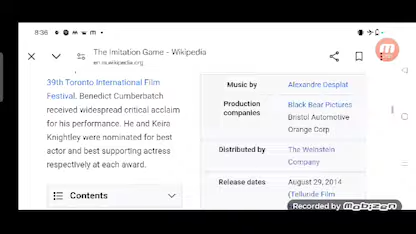 8:36
The Imitation Game - Wikipedia
en.m.wikipedia.org
39th Toronto International Film
Festival. Benedict Cumberbatch
received widespread critical acclaim
for his performance. He and Keira
Knightley were nominated for best
actor and best supporting actress
respectively at each award.
Contents
Music by Alexandre Desplat
Production companies Black Bear Pictures
Bristol Automotive
Orange Corp
Distributed by The Weinstein
Company
Release dates August 29, 2014
(Telluride Film
Recorded by Mobizen